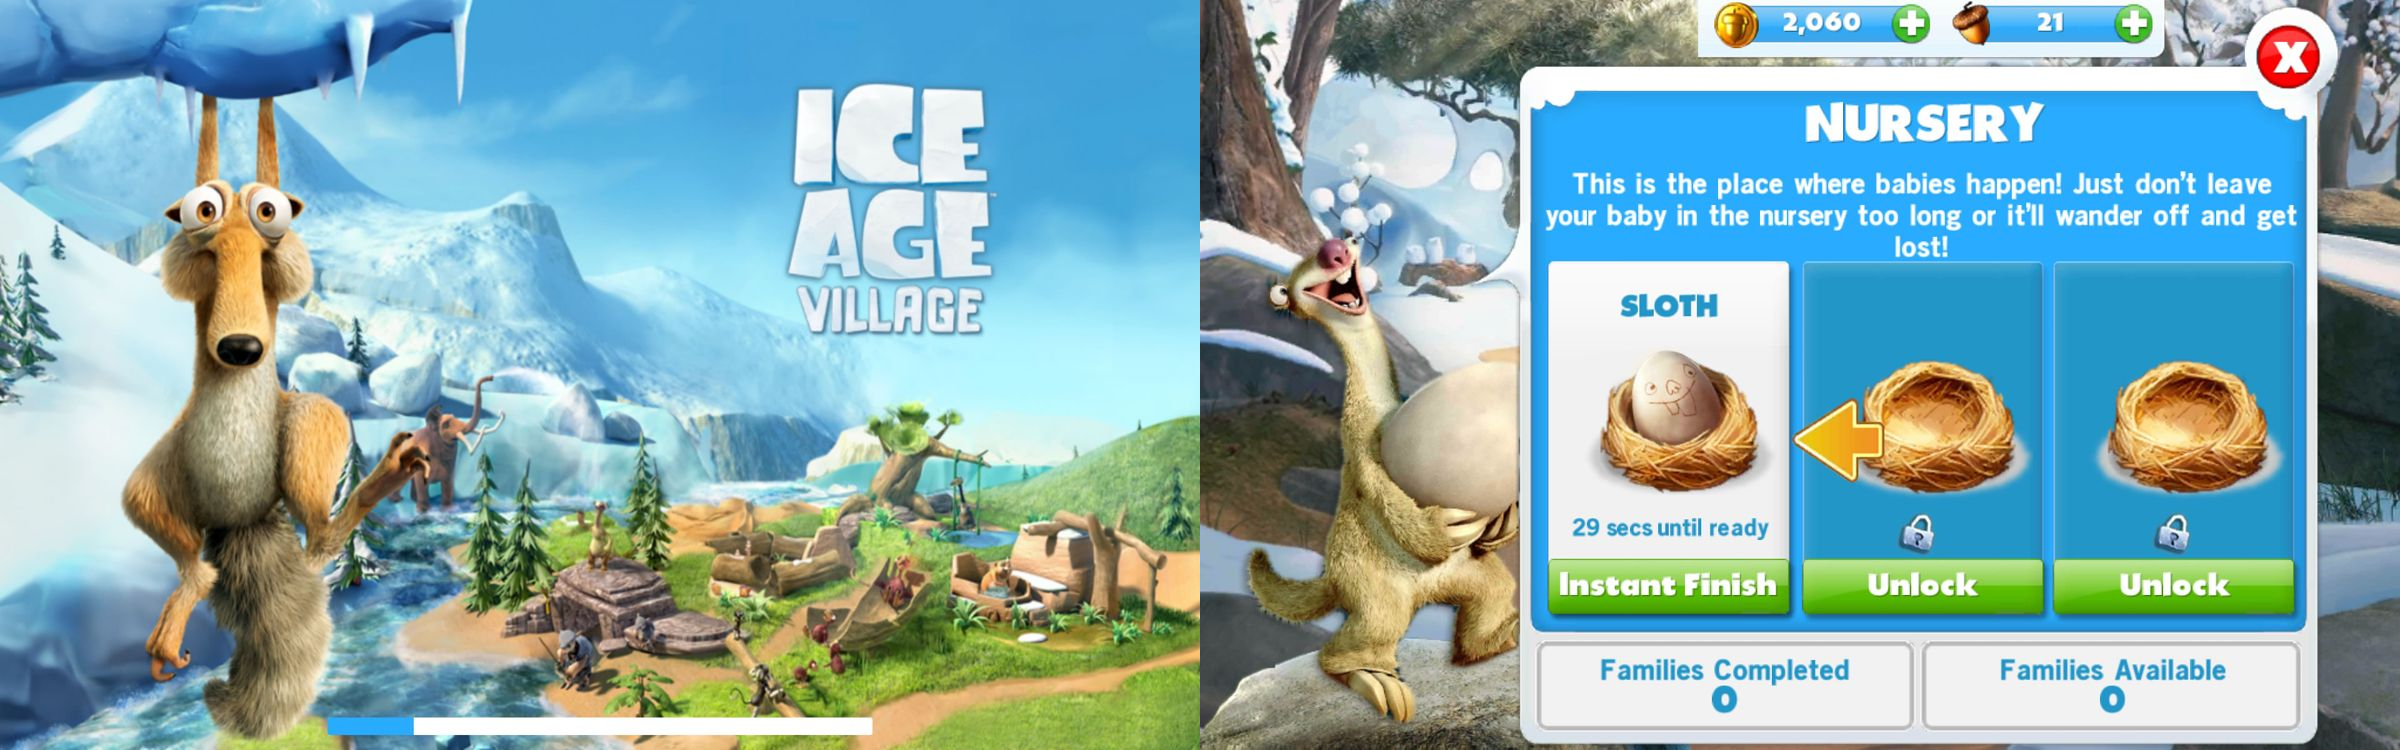 ICE
AGE
™
VILLAGE
2,060
21
X
NURSERY
This is the place where babies happen! Just don't leave
your baby in the nursery too long or it'll wander off and get
lost!
SLOTH
29 secs until ready
?
?
Instant Finish
Unlock
Unlock
Families Completed
0
Families Available
0